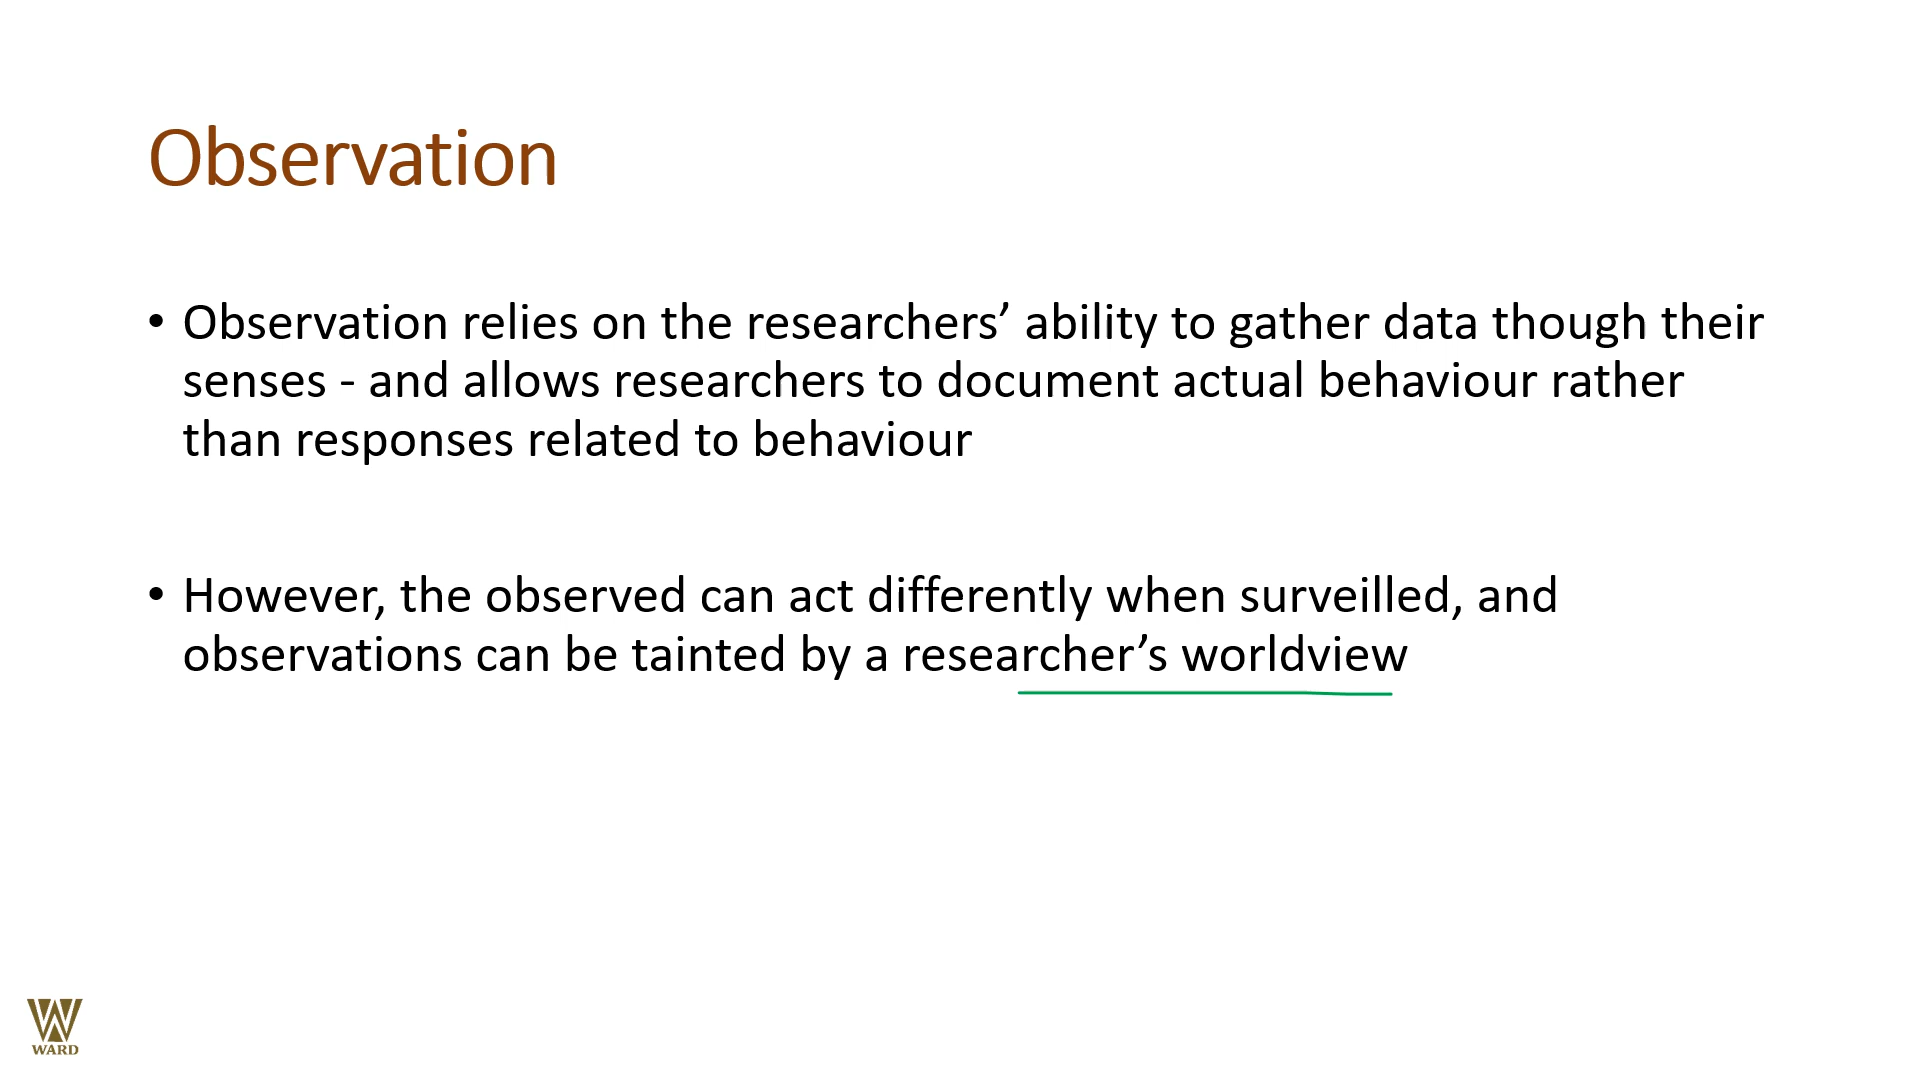 Observation
• Observation relies on the researchers’ ability to gather data though their
senses - and allows researchers to document actual behaviour rather
than responses related to behaviour
• However, the observed can act differently when surveilled, and
observations can be tainted by a researcher’s worldview
WARD